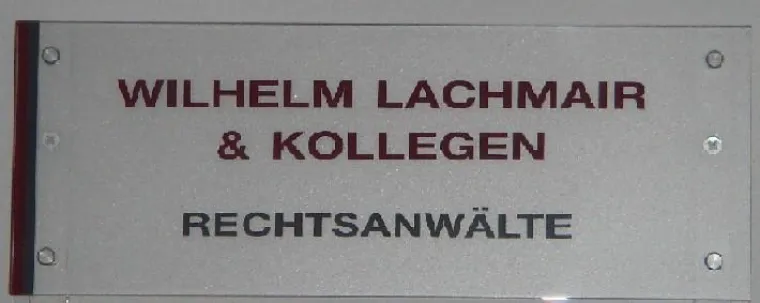 WILHELM LACHMAIR
& KOLLEGEN
RECHTSANWÄLTE